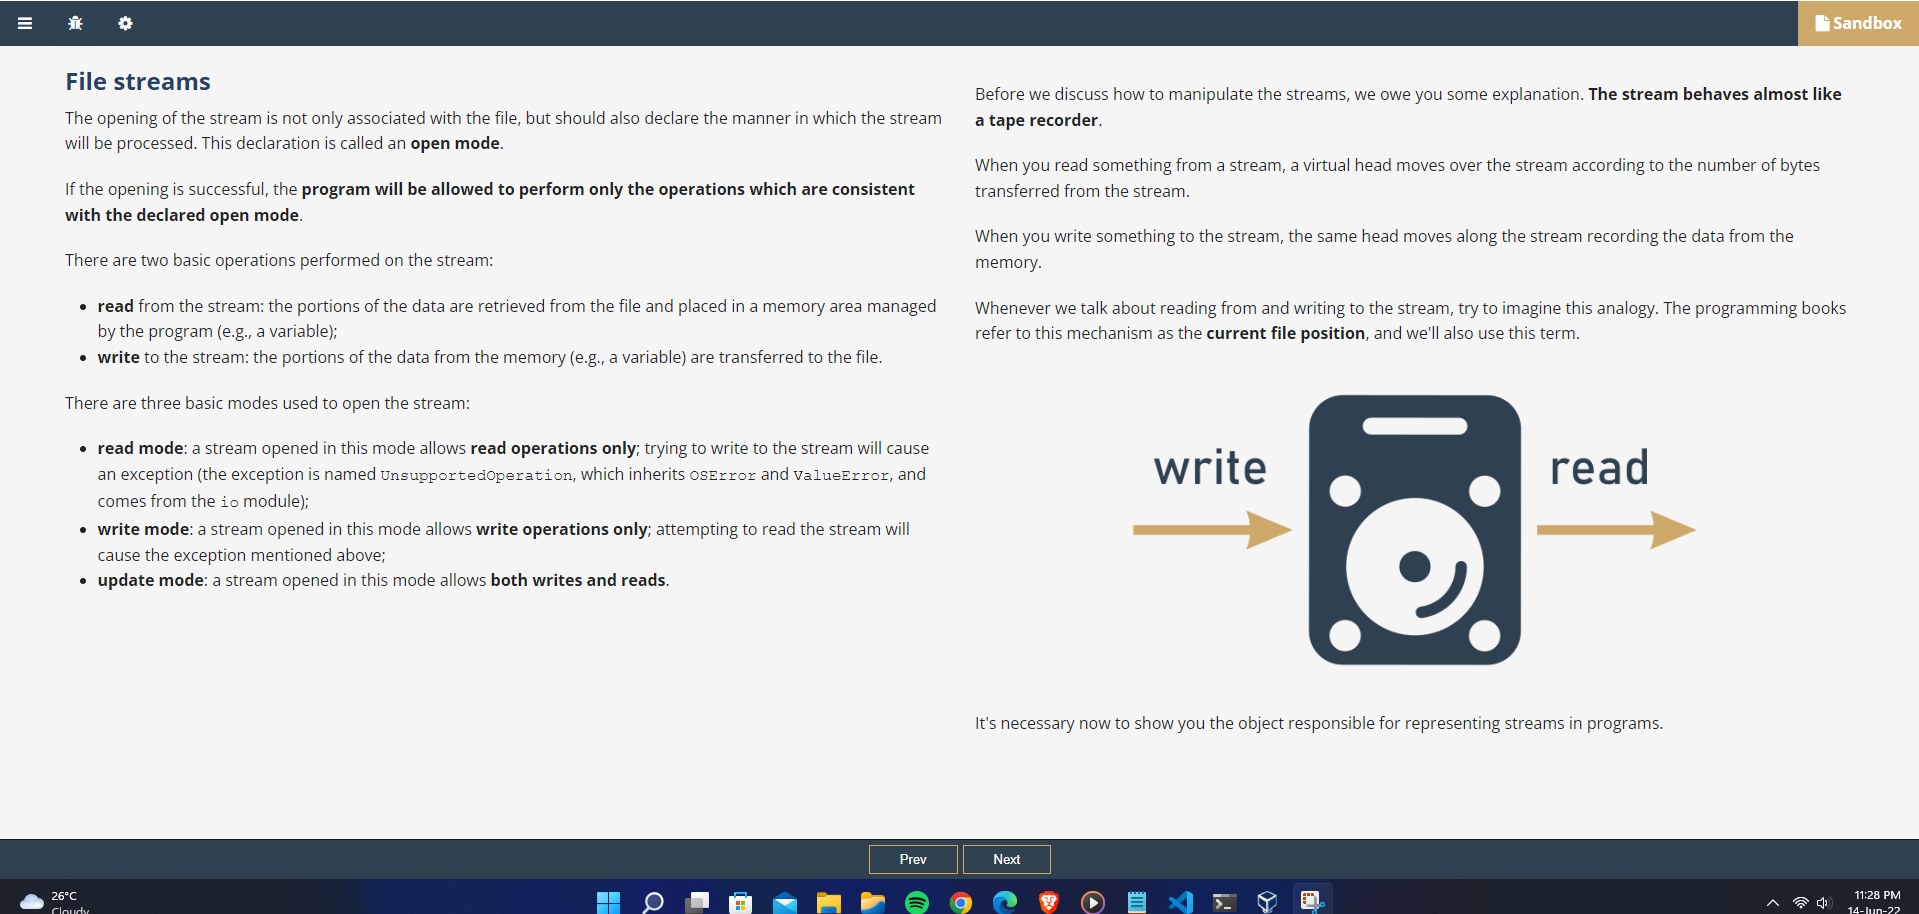 Sandbox
File streams
The opening of the stream is not only associated with the file, but should also declare the manner in which the stream
will be processed. This declaration is called an open mode.
If the opening is successful, the program will be allowed to perform only the operations which are consistent
with the declared open mode.
There are two basic operations performed on the stream:
• read from the stream: the portions of the data are retrieved from the file and placed in a memory area managed
by the program (e.g., a variable);
• write to the stream: the portions of the data from the memory (e.g., a variable) are transferred to the file.
There are three basic modes used to open the stream:
• read mode: a stream opened in this mode allows read operations only; trying to write to the stream will cause
an exception (the exception is named UnsupportedOperation, which inherits OSError and ValueError, and
comes from the io module);
• write mode: a stream opened in this mode allows write operations only; attempting to read the stream will
cause the exception mentioned above;
• update mode: a stream opened in this mode allows both writes and reads.
Before we discuss how to manipulate the streams, we owe you some explanation. The stream behaves almost like
a tape recorder.
When you read something from a stream, a virtual head moves over the stream according to the number of bytes
transferred from the stream.
When you write something to the stream, the same head moves along the stream recording the data from the
memory.
Whenever we talk about reading from and writing to the stream, try to imagine this analogy. The programming books
refer to this mechanism as the current file position, and we'll also use this term.
write
read
It's necessary now to show you the object responsible for representing streams in programs.
Prev
Next
26°C
Cloudy
11:28 PM
14-Jun-22